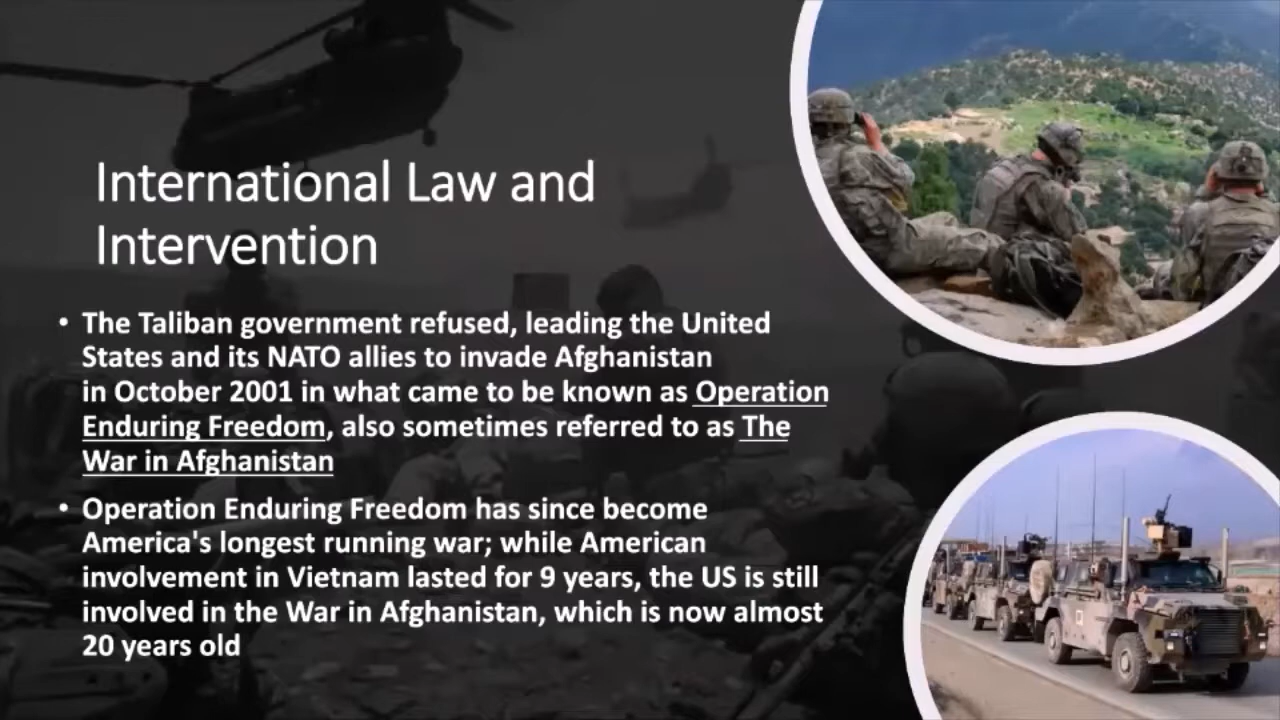 International Law and
Intervention
• The Taliban government refused, leading the United
States and its NATO allies to invade Afghanistan
in October 2001 in what came to be known as Operation
Enduring Freedom, also sometimes referred to as The
War in Afghanistan
• Operation Enduring Freedom has since become
America's longest running war; while American
involvement in Vietnam lasted for 9 years, the US is still
involved in the War in Afghanistan, which is now almost
20 years old